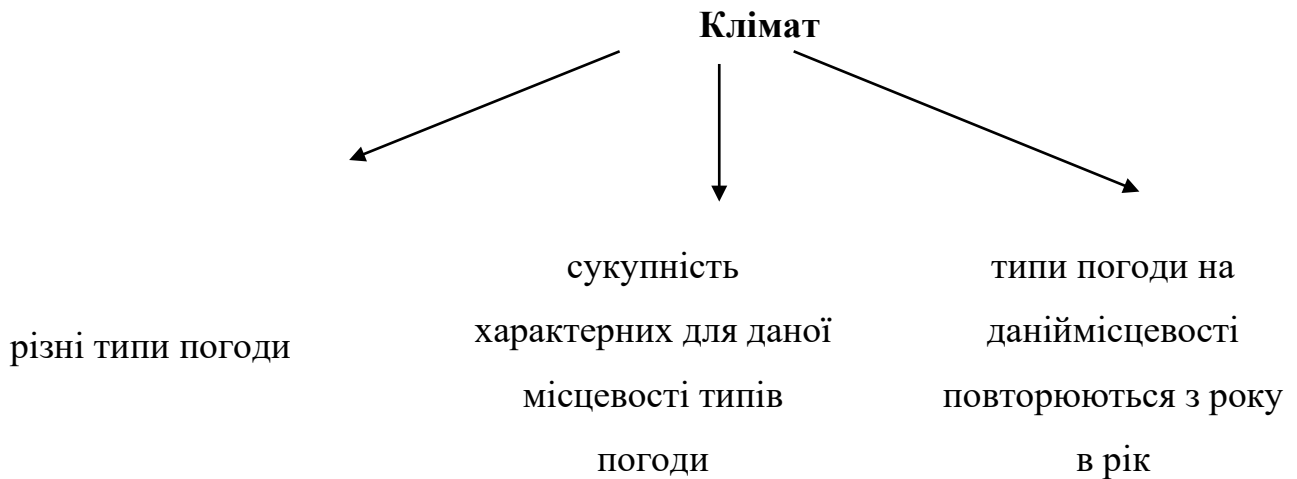 Клімат
різні типи погоди
сукупність
характерних для даної
місцевості типів
погоди
типи погоди на
даніймісцевості
повторюються з року
в рік